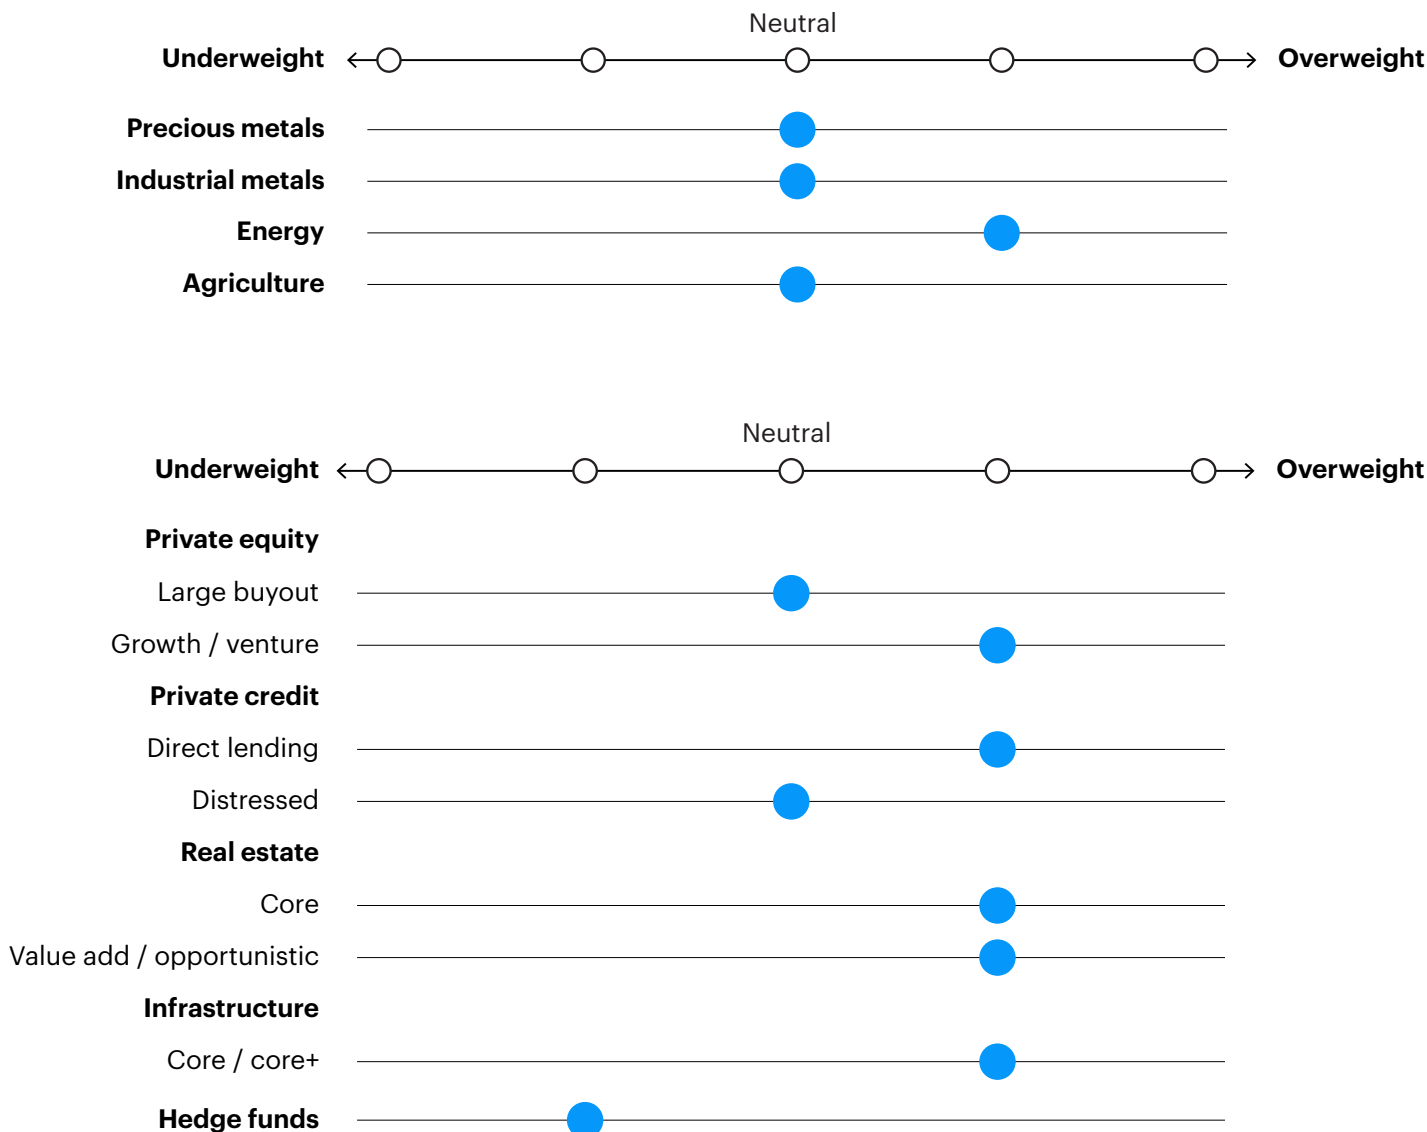 Neutral
Underweight Overweight
Precious metals
Industrial metals
Energy
Agriculture
Neutral
Underweight Overweight
Private equity
Large buyout
Growth / venture
Private credit
Direct lending
Distressed
Real estate
Core
Value add / opportunistic
Infrastructure
Core / core+
Hedge funds